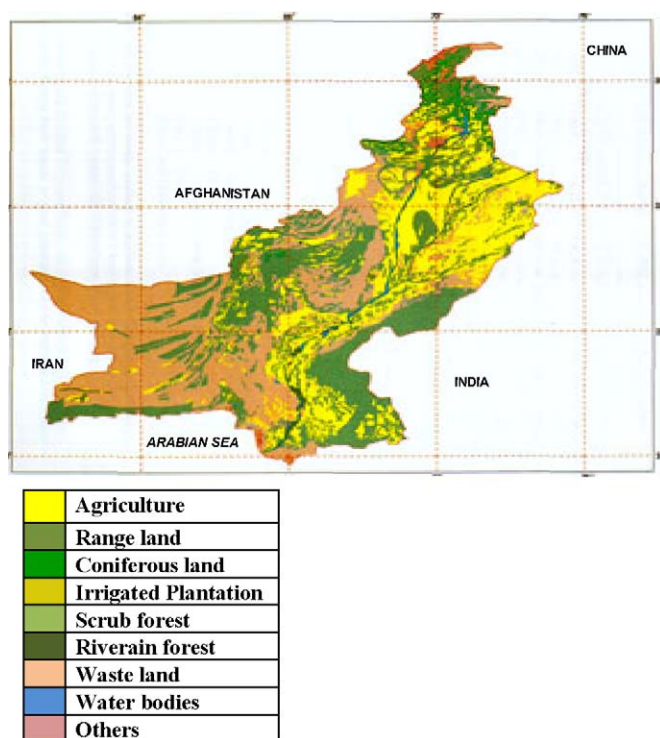 CHINA
AFGHANISTAN
IRAN
INDIA
ARABIAN SEA
Agriculture
Range land
Coniferous land
Irrigated Plantation
Scrub forest
Riverain forest
Waste land
Water bodies
Others